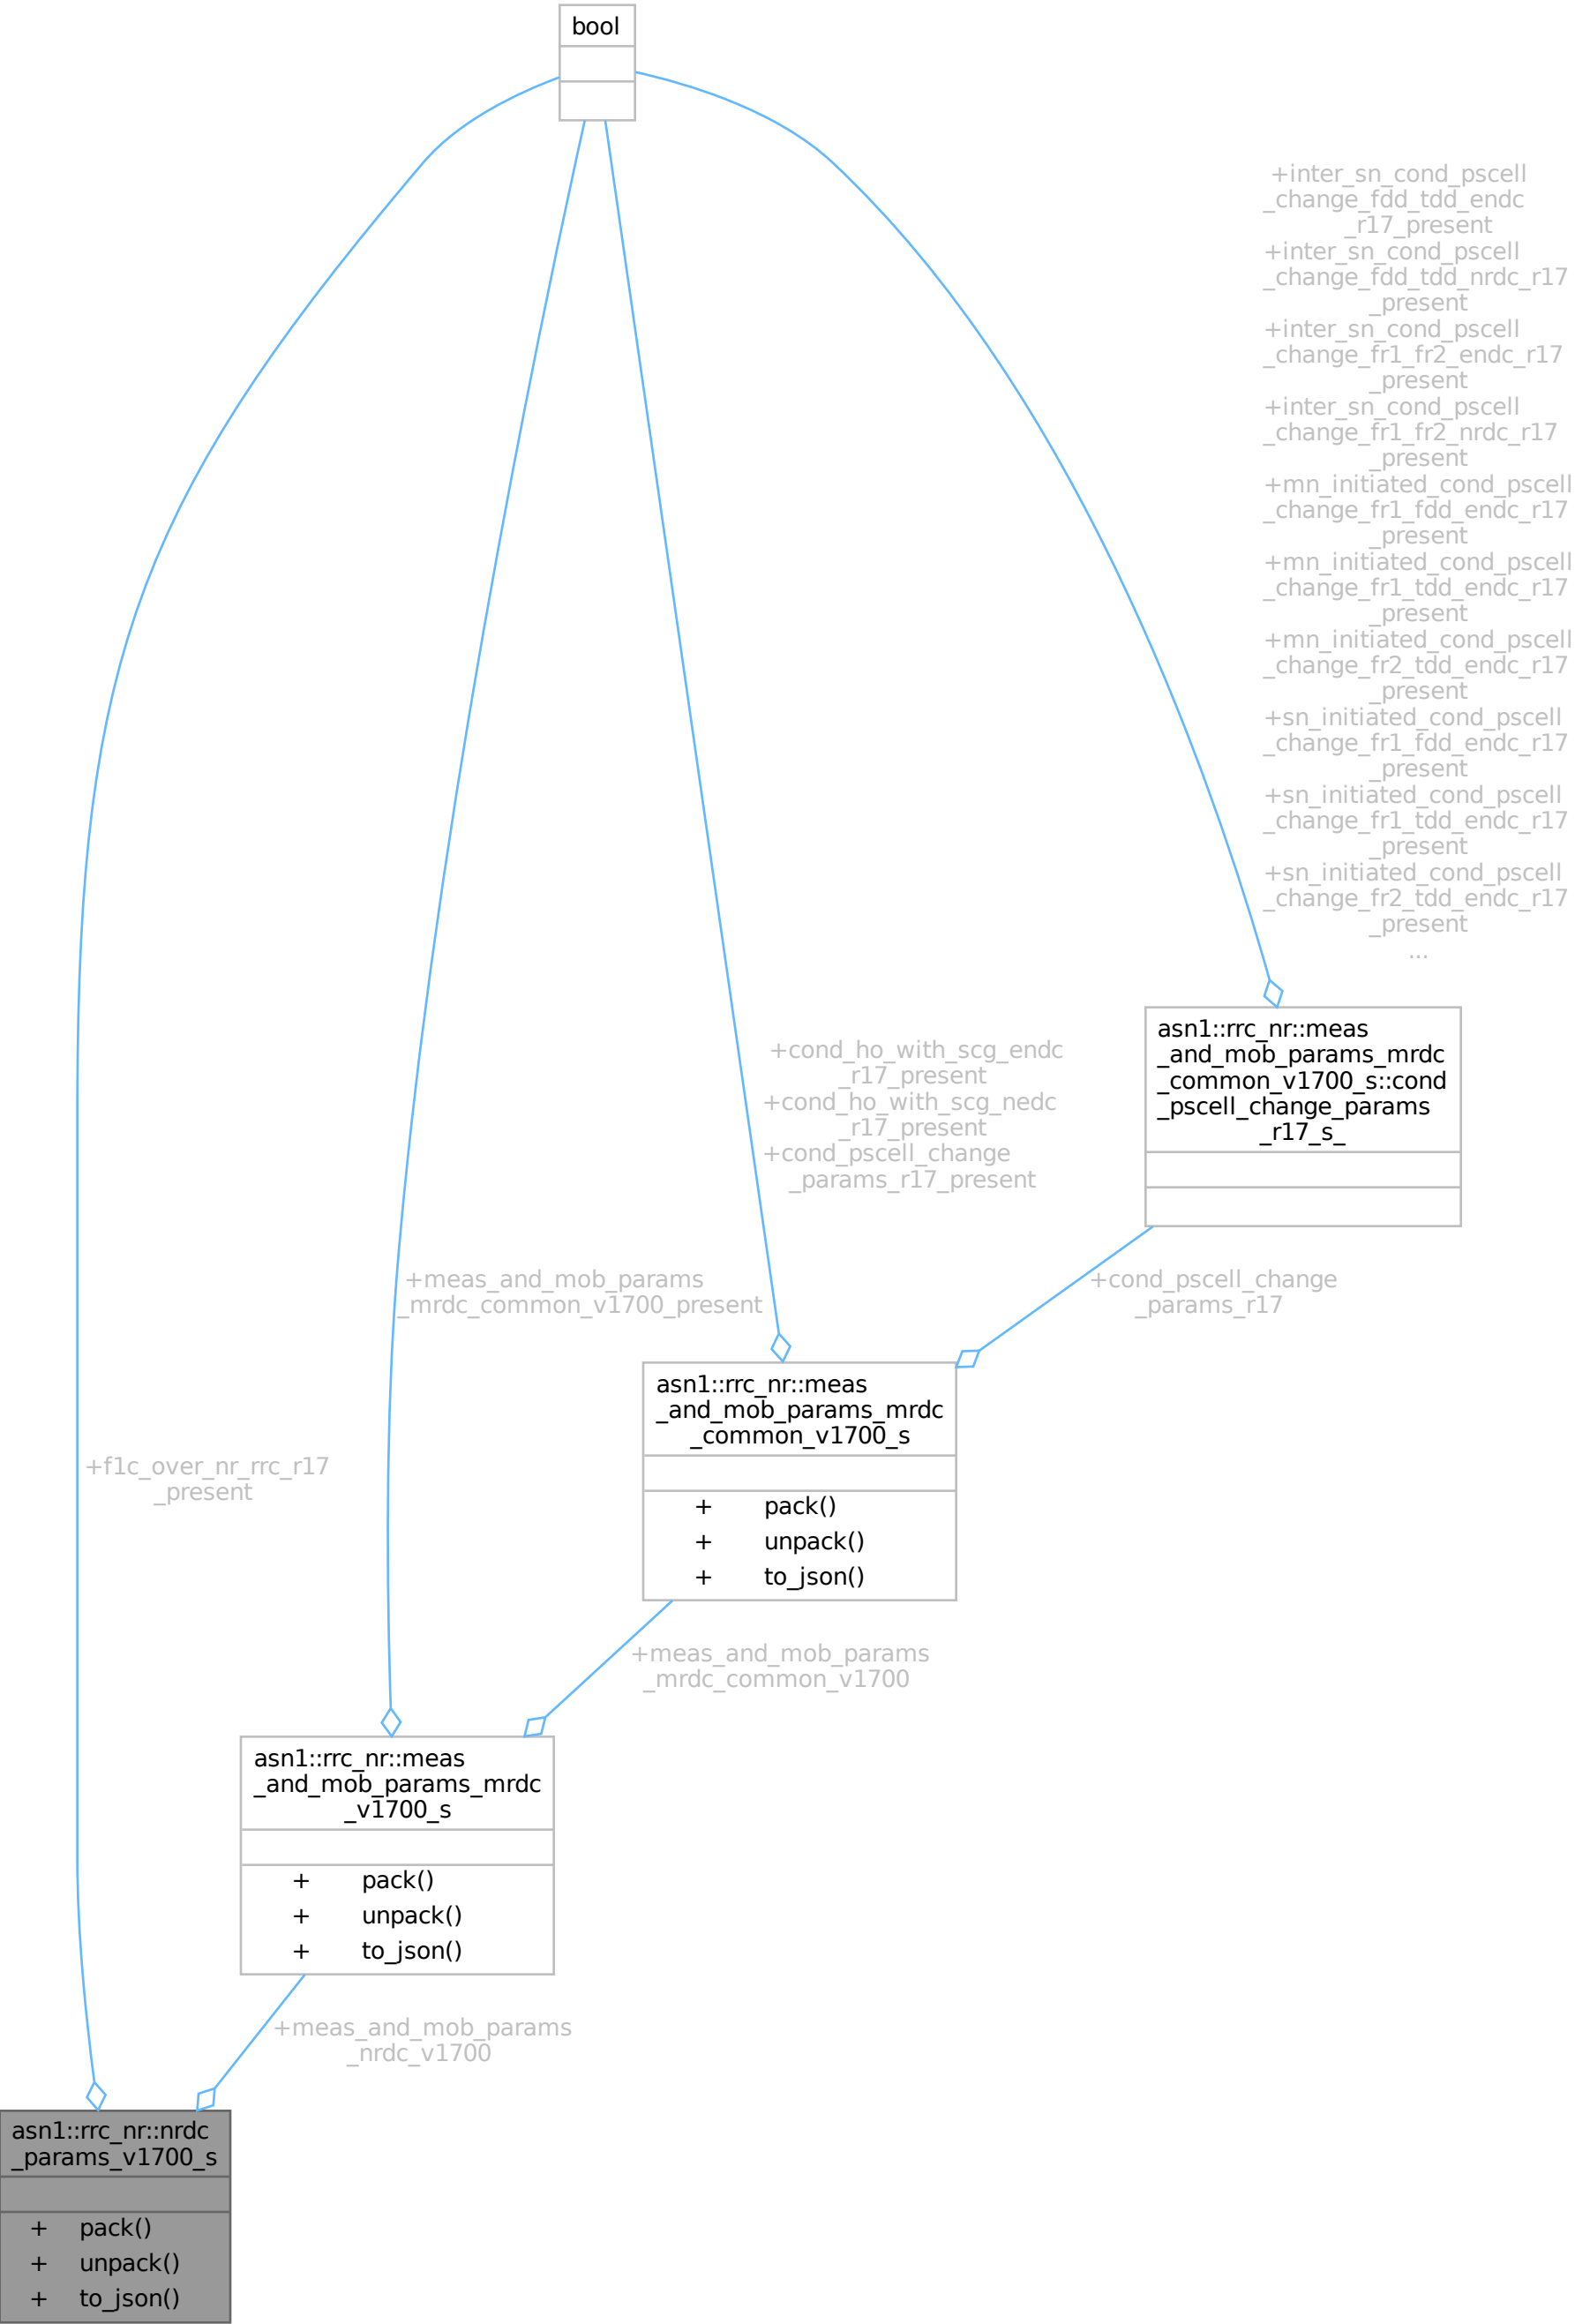 bool
+inter_sn_cond_pscell
_change_fdd_tdd_endc
_r17_present
+inter_sn_cond_pscell
_change_fdd_tdd_nrdc_r17
_present
+inter_sn_cond_pscell
_change_fr1_fr2_endc_r17
_present
+inter_sn_cond_pscell
_change_fr1_fr2_nrdc_r17
_present
+mn_initiated_cond_pscell
_change_fr1_fdd_endc_r17
_present
+mn_initiated_cond_pscell
_change_fr1_tdd_endc_r17
_present
+mn_initiated_cond_pscell
_change_fr2_tdd_endc_r17
_present
+sn_initiated_cond_pscell
_change_fr1_fdd_endc_r17
_present
+sn_initiated_cond_pscell
_change_fr1_tdd_endc_r17
_present
+sn_initiated_cond_pscell
_change_fr2_tdd_endc_r17
_present
...
asn1::rrc_nr::meas
_and_mob_params_mrdc
_common_v1700_s::cond
_pscell_change_params
_r17_s_
+cond_ho_with_scg_endc
_r17_present
+cond_ho_with_scg_nedc
_r17_present
+cond_pscell_change
_params_r17_present
+cond_pscell_change
_params_r17
+meas_and_mob_params
_mrdc_common_v1700_present
asn1::rrc_nr::meas
_and_mob_params_mrdc
_common_v1700_s
+ pack()
+ unpack()
+ to_json()
+f1c_over_nr_rrc_r17
_present
+meas_and_mob_params
_mrdc_common_v1700
asn1::rrc_nr::meas
_and_mob_params_mrdc
_v1700_s
+ pack()
+ unpack()
+ to_json()
+meas_and_mob_params
_nrdc_v1700
asn1::rrc_nr::nrdc
_params_v1700_s
+ pack()
+ unpack()
+ to_json()